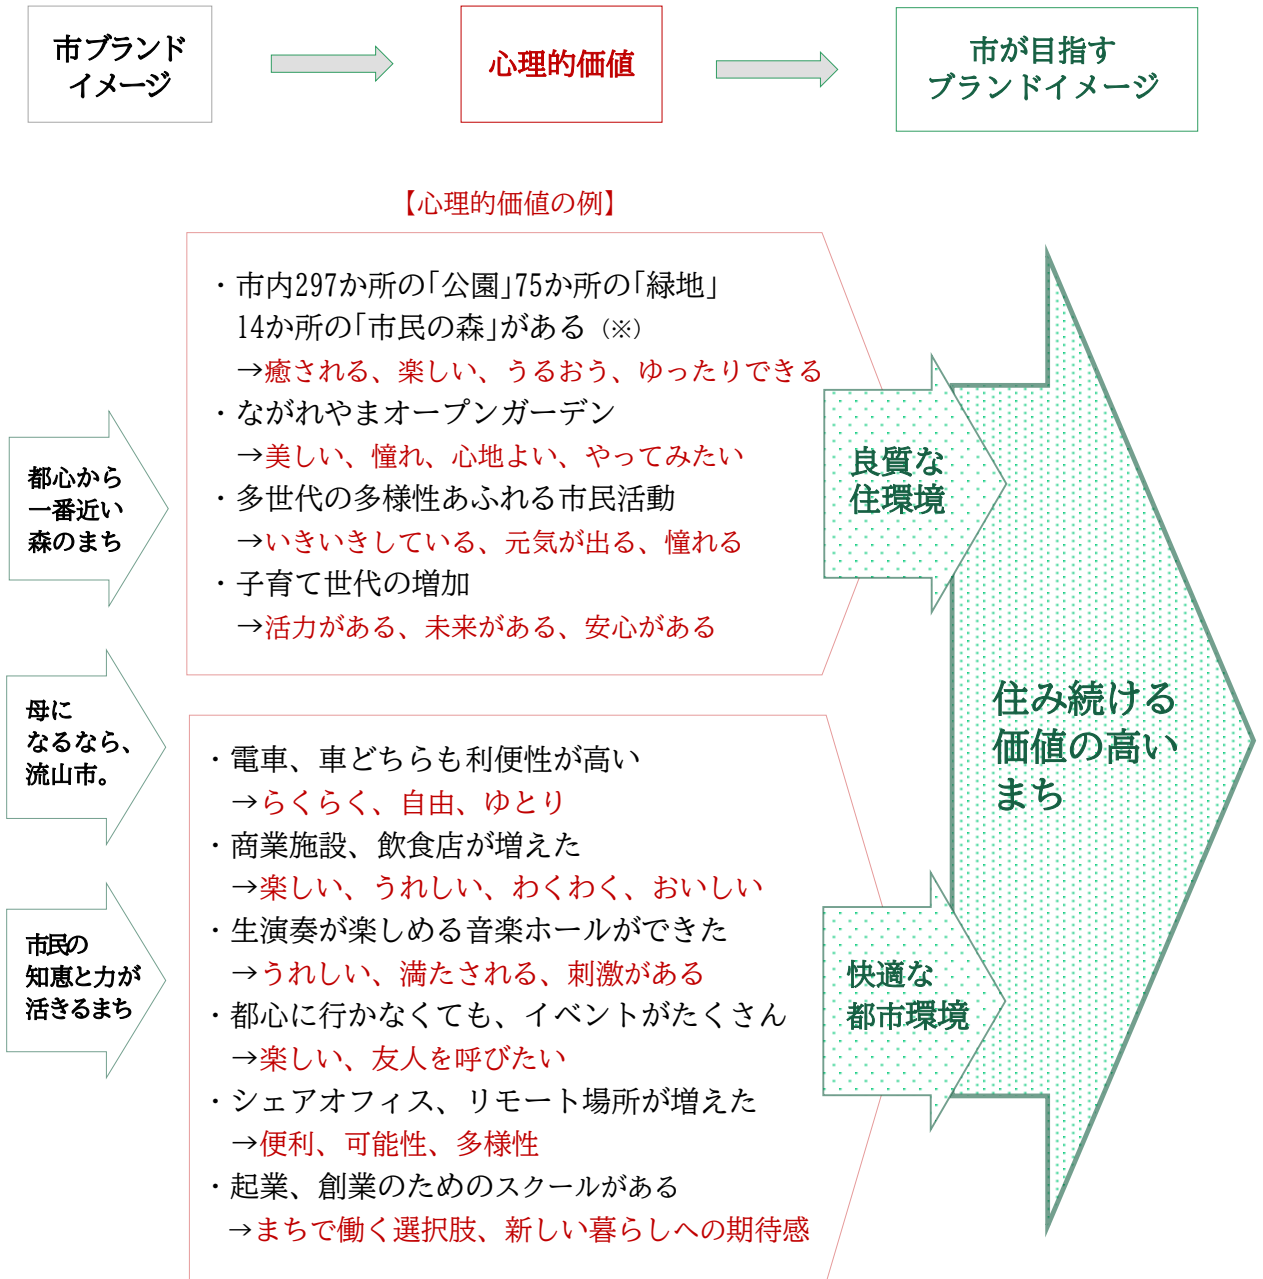 市ブランド
イメージ
心理的価値
市が目指す
ブランドイメージ
【心理的価値の例】
・市内297か所の「公園」75か所の「緑地」
14か所の「市民の森」がある（※）
→癒される、楽しい、うるおう、ゆったりできる
・ながれやまオープンガーデン
→美しい、憧れ、心地よい、やってみたい
・多世代の多様性あふれる市民活動
→いきいきしている、元気が出る、憧れる
・子育て世代の増加
→活力がある、未来がある、安心がある
都心から
一番近い
森のまち
母に
なるなら、
流山市。
市民の
知恵と力が
活きるまち
・電車、車どちらも利便性が高い
→らくらく、自由、ゆとり
・商業施設、飲食店が増えた
→楽しい、うれしい、わくわく、おいしい
・生演奏が楽しめる音楽ホールができた
→うれしい、満たされる、刺激がある
・都心に行かなくても、イベントがたくさん
→楽しい、友人を呼びたい
・シェアオフィス、リモート場所が増えた
→便利、可能性、多様性
・起業、創業のためのスクールがある
→まちで働く選択肢、新しい暮らしへの期待感
良質な
住環境
快適な
都市環境
住み続ける
価値の高い
まち